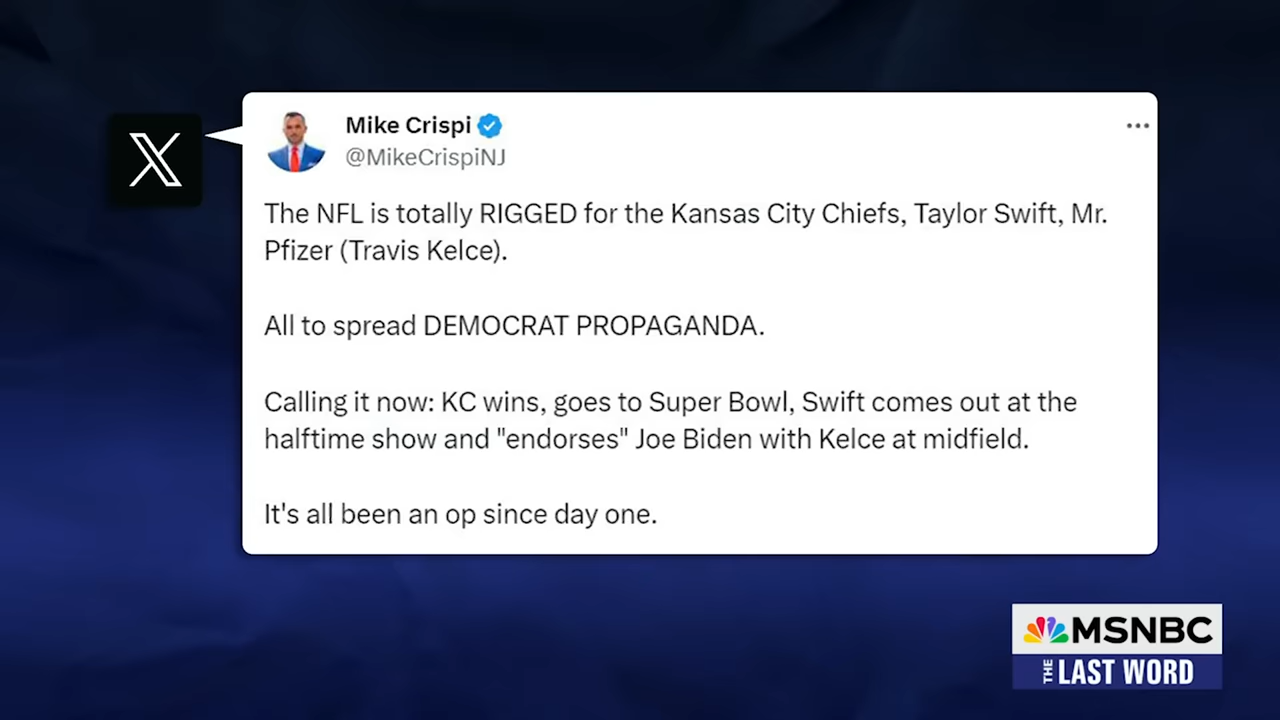 Mike Crispi
@MikeCrispiNJ
The NFL is totally RIGGED for the Kansas City Chiefs, Taylor Swift, Mr.
Pfizer (Travis Kelce).
All to spread DEMOCRAT PROPAGANDA.
Calling it now: KC wins, goes to Super Bowl, Swift comes out at the
halftime show and "endorses" Joe Biden with Kelce at midfield.
It's all been an op since day one.
MSNBC
THE LAST WORD